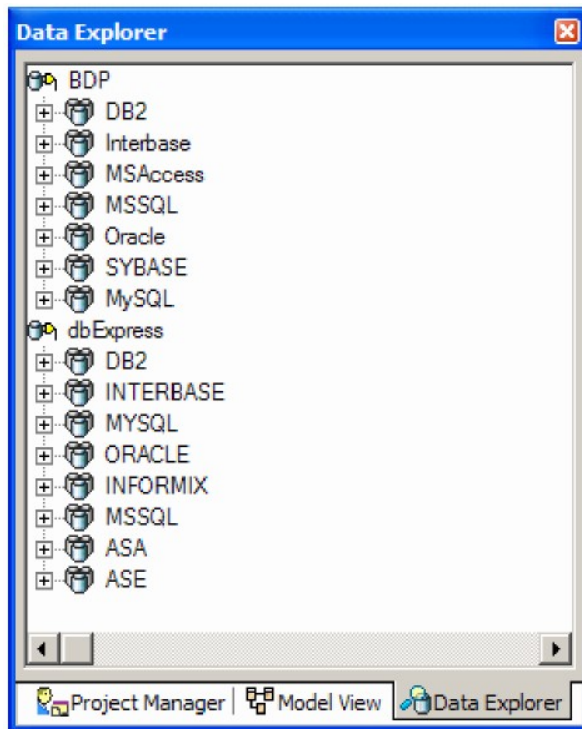 Data Explorer
BDP
DB2
Interbase
MSAccess
MSSQL
Oracle
SYBASE
MySQL
dbExpress
DB2
INTERBASE
MYSQL
ORACLE
INFORMIX
MSSQL
ASA
ASE
Project Manager Model View Data Explorer